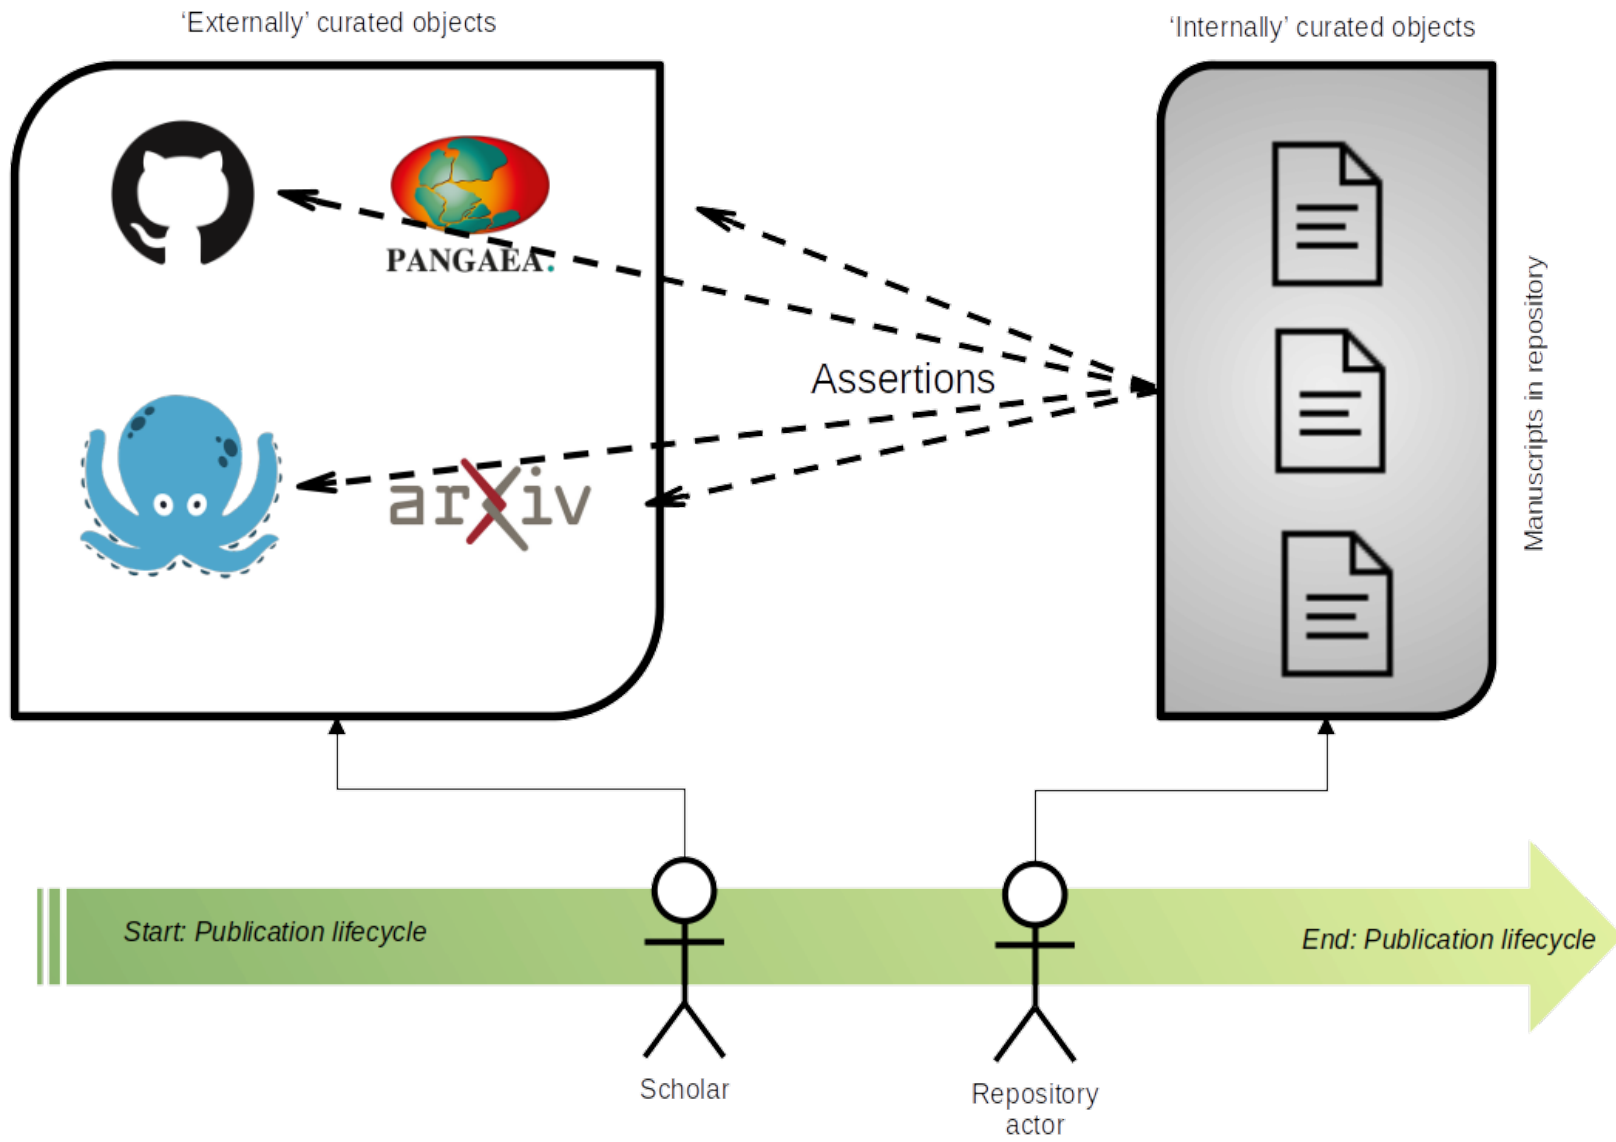 ‘Externally’ curated objects
‘Internally’ curated objects
PANGAEA.
Assertions
arXiv
Manuscripts in repository
Start: Publication lifecycle
End: Publication lifecycle
Scholar
Repository
actor